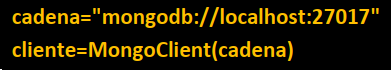 cadena="mongodb://localhost:27017"
cliente=MongoClient(cadena)